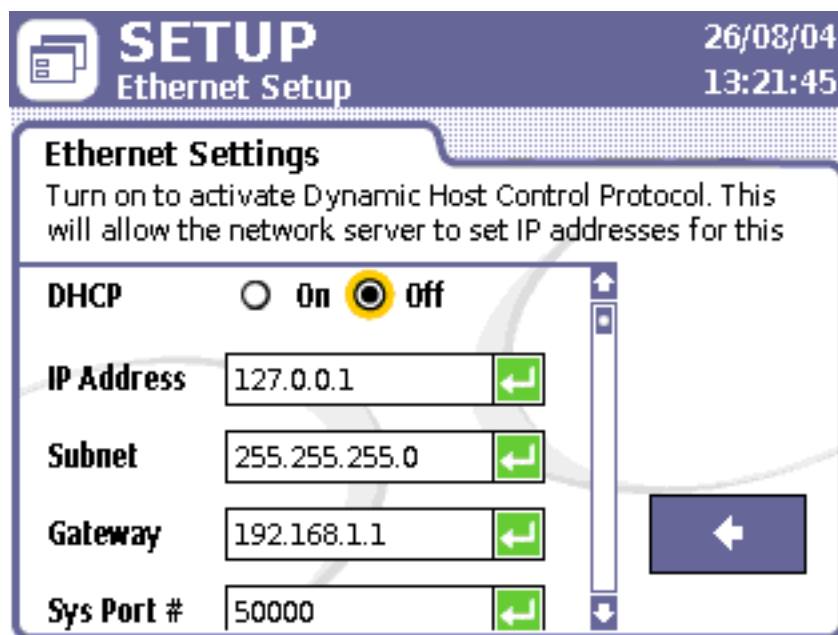 SETUP
26/08/04
Ethernet Setup
13:21:45
Ethernet Settings
Turn on to activate Dynamic Host Control Protocol. This
will allow the network server to set IP addresses for this
DHCP On Off
IP Address 127.0.0.1
Subnet 255.255.255.0
Gateway 192.168.1.1
Sys Port # 50000